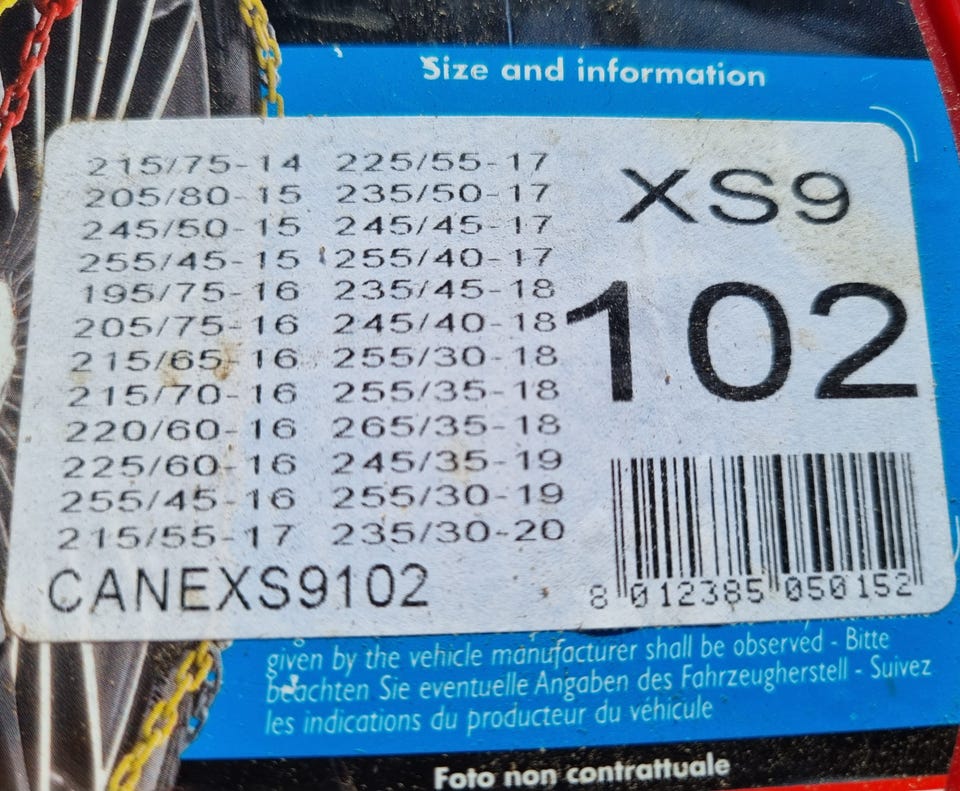 Size and information
215/75-14 225/55-17
205/80-15 235/50-17
245/50-15 245/45-17
255/45-15 255/40-17
195/75-16 235/45-18
205/75-16 245/40-18
215/65-16 255/30-18
215/70-16 255/35-18
220/60-16 265/35-18
225/60-16 245/35-19
255/45-16 255/30-19
215/55-17 235/30-20
XS9
102
CANEXS9102
8 012385 050152
given by the vehicle manufacturer shall be observed - Bitte
beachten Sie eventuelle Angaben des Fahrzeugherstell - Suivez
les indications du producteur du véhicule
Foto non contrattuale